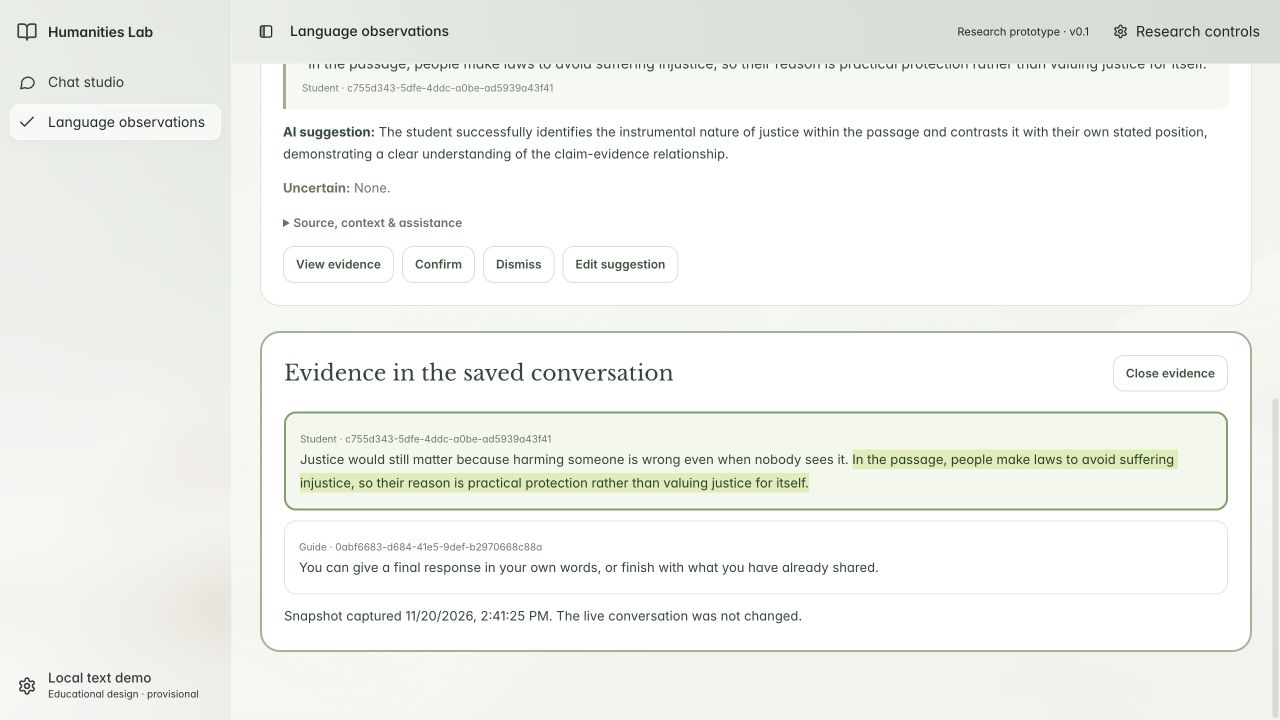 Humanities Lab
Chat studio
Language observations
Local text demo
Educational design · provisional
Language observations
Research prototype · v0.1
Research controls
"In the passage, people make laws to avoid suffering injustice, so their reason is practical protection rather than valuing justice for itself."
Student · c755d343-5dfe-4ddc-a0be-ad5939a43f41
AI suggestion: The student successfully identifies the instrumental nature of justice within the passage and contrasts it with their own stated position,
demonstrating a clear understanding of the claim-evidence relationship.
Uncertain: None.
Source, context & assistance
View evidence
Confirm
Dismiss
Edit suggestion
Evidence in the saved conversation
Close evidence
Student · c755d343-5dfe-4ddc-a0be-ad5939a43f41
Justice would still matter because harming someone is wrong even when nobody sees it. In the passage, people make laws to avoid suffering
injustice, so their reason is practical protection rather than valuing justice for itself.
Guide · 0abf6683-d684-41e5-9def-b2970668c88a
You can give a final response in your own words, or finish with what you have already shared.
Snapshot captured 11/20/2026, 2:41:25 PM. The live conversation was not changed.